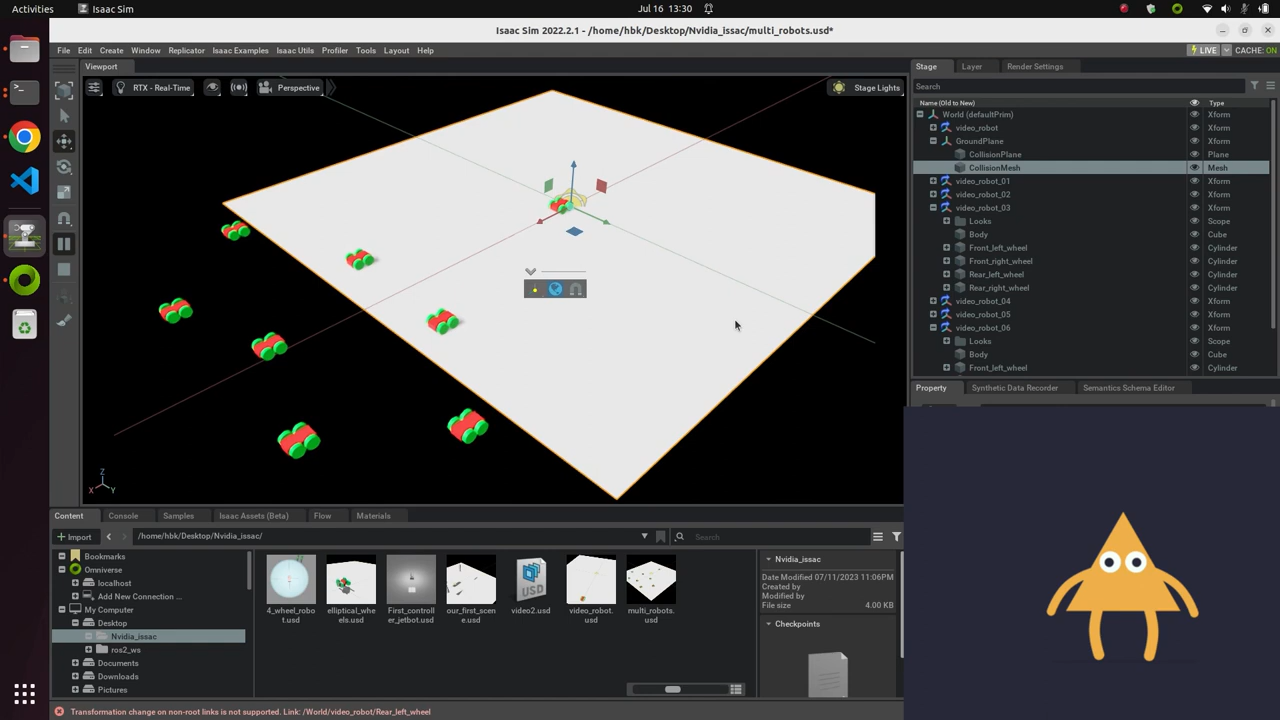 Activities
Isaac Sim
Jul 16 13:30
Isaac Sim 2022.2.1 - /home/hbk/Desktop/Nvidia_issac/multi_robots.usd*
File Edit Create Window Replicator Isaac Examples Isaac Utils Profiler Tools Layout Help
LIVE
CACHE: ON
Viewport
RTX - Real-Time
Perspective
Stage Lights
X Y Z
Stage Layer Render Settings
Search
Name (Old to New) Type
World (defaultPrim) Xform
video_robot Xform
GroundPlane Xform
CollisionPlane Plane
CollisionMesh Mesh
video_robot_01 Xform
video_robot_02 Xform
video_robot_03 Xform
Looks Scope
Body Cube
Front_left_wheel Cylinder
Front_right_wheel Cylinder
Rear_left_wheel Cylinder
Rear_right_wheel Cylinder
video_robot_04 Xform
video_robot_05 Xform
video_robot_06 Xform
Looks Scope
Body Cube
Front_left_wheel Cylinder
Property Synthetic Data Recorder Semantics Schema Editor
Content Console Samples Isaac Assets (Beta) Flow Materials
Import
/home/hbk/Desktop/Nvidia_issac/
Search
Bookmarks
Omniverse
localhost
Add New Connection ...
My Computer
Desktop
Nvidia_issac
ros2_ws
Documents
Downloads
Pictures
4_wheel_robo
t.usd
elliptical_whe
els.usd
First_controll
er_jetbot.usd
our_first_scen
e.usd
USD
video2.usd
video_robot.
usd
multi_robots.
usd
Nvidia_issac
Date Modified 07/11/2023 11:06PM
Created by
Modified by
File size 4.00 KB
Checkpoints
Transformation change on non-root links is not supported. Link: /World/video_robot/Rear_left_wheel